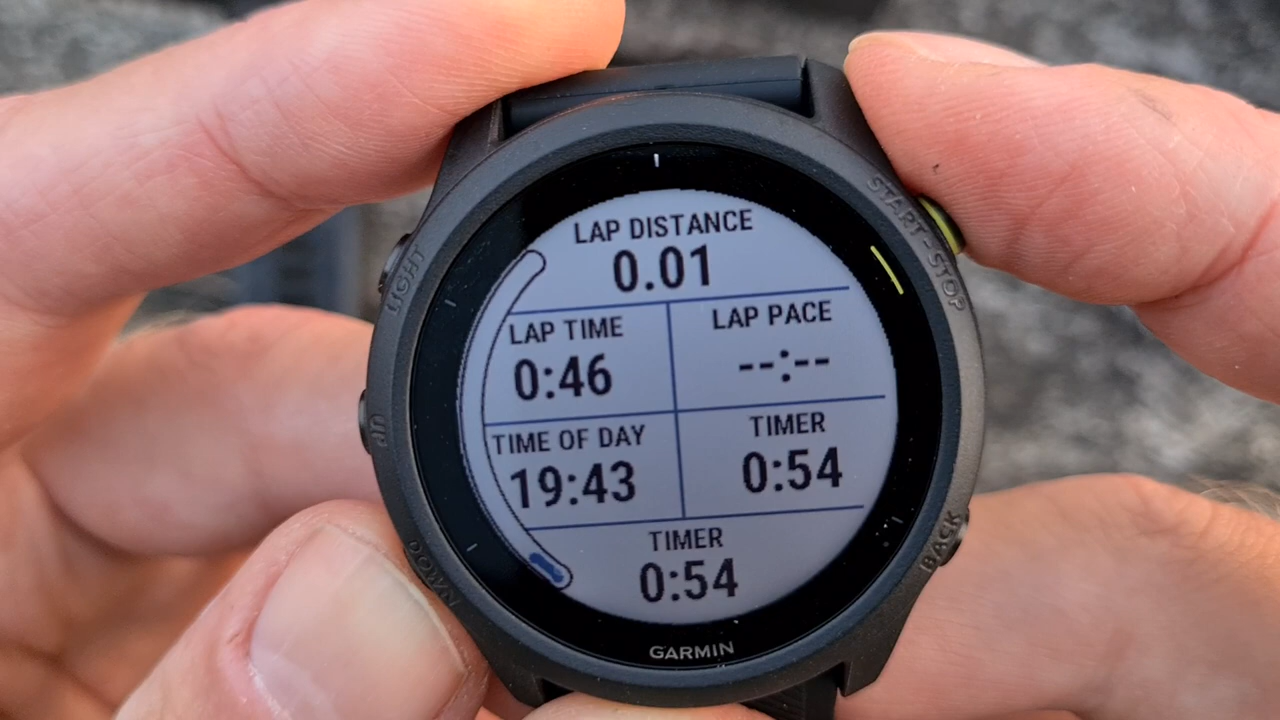 LAP DISTANCE
0.01
LAP TIME
0:46
LAP PACE
--:--
TIME OF DAY
19:43
TIMER
0:54
TIMER
0:54
GARMIN
LIGHT
UP
DOWN
START-STOP
BACK